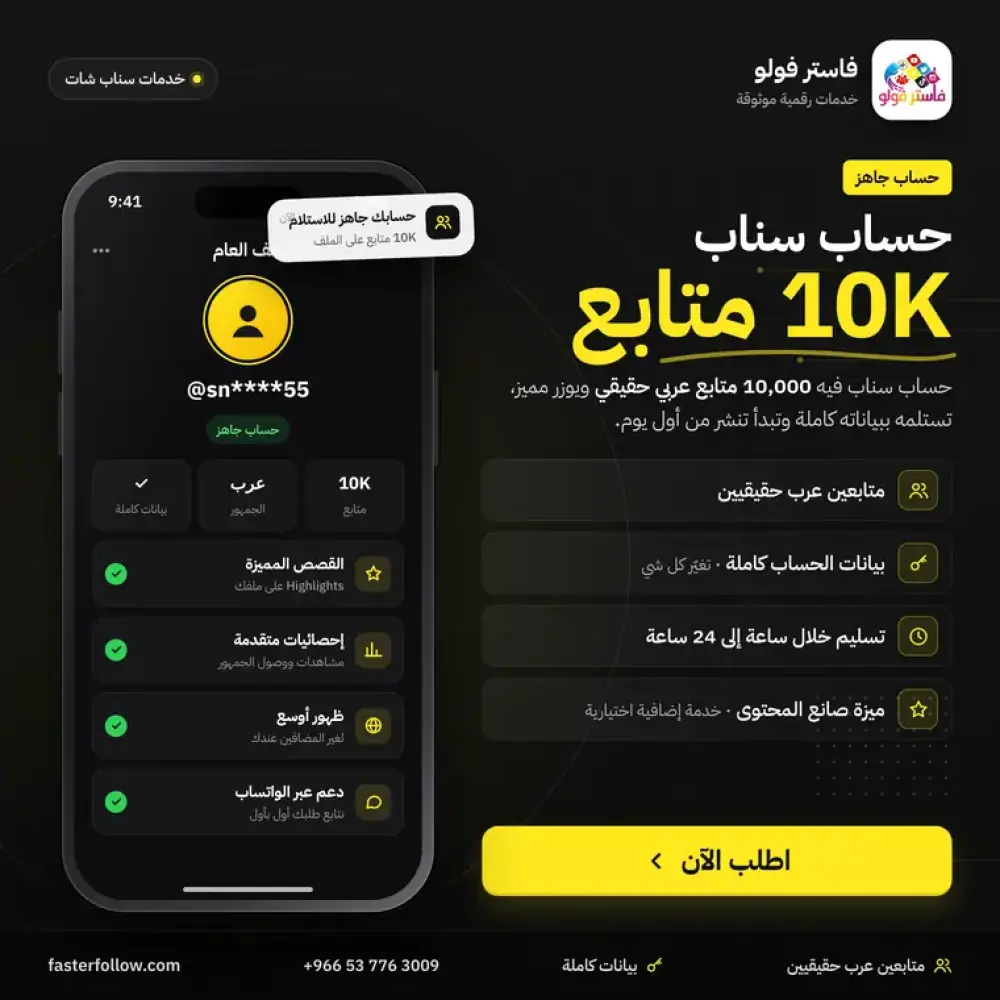 فاستر فولو
خدمات رقمية موثوقة
فاستر فولو
خدمات سناب شات
حساب جاهز
حساب سناب
10K متابع
حساب سناب فيه 10,000 متابع عربي حقيقي ويوزر مميز،
تستلمه ببياناته كاملة وتبدأ تنشر من أول يوم.
متابعين عرب حقيقيين
بيانات الحساب كاملة · تغيّر كل شي
تسليم خلال ساعة إلى 24 ساعة
ميزة صانع المحتوى · خدمة إضافية اختيارية
اطلب الآن
9:41
حسابك جاهز للاستلام
الآن
10K متابع على الملف
العام
@sn****55
حساب جاهز
10K
متابع
عرب
الجمهور
بيانات كاملة
القصص المميزة
Highlights على ملفك
إحصائيات متقدمة
مشاهدات ووصول الجمهور
ظهور أوسع
لغير المضافين عندك
دعم عبر الواتساب
نتابع طلبك أول بأول
متابعين عرب حقيقيين
بيانات كاملة
+966 53 776 3009
fasterfollow.com